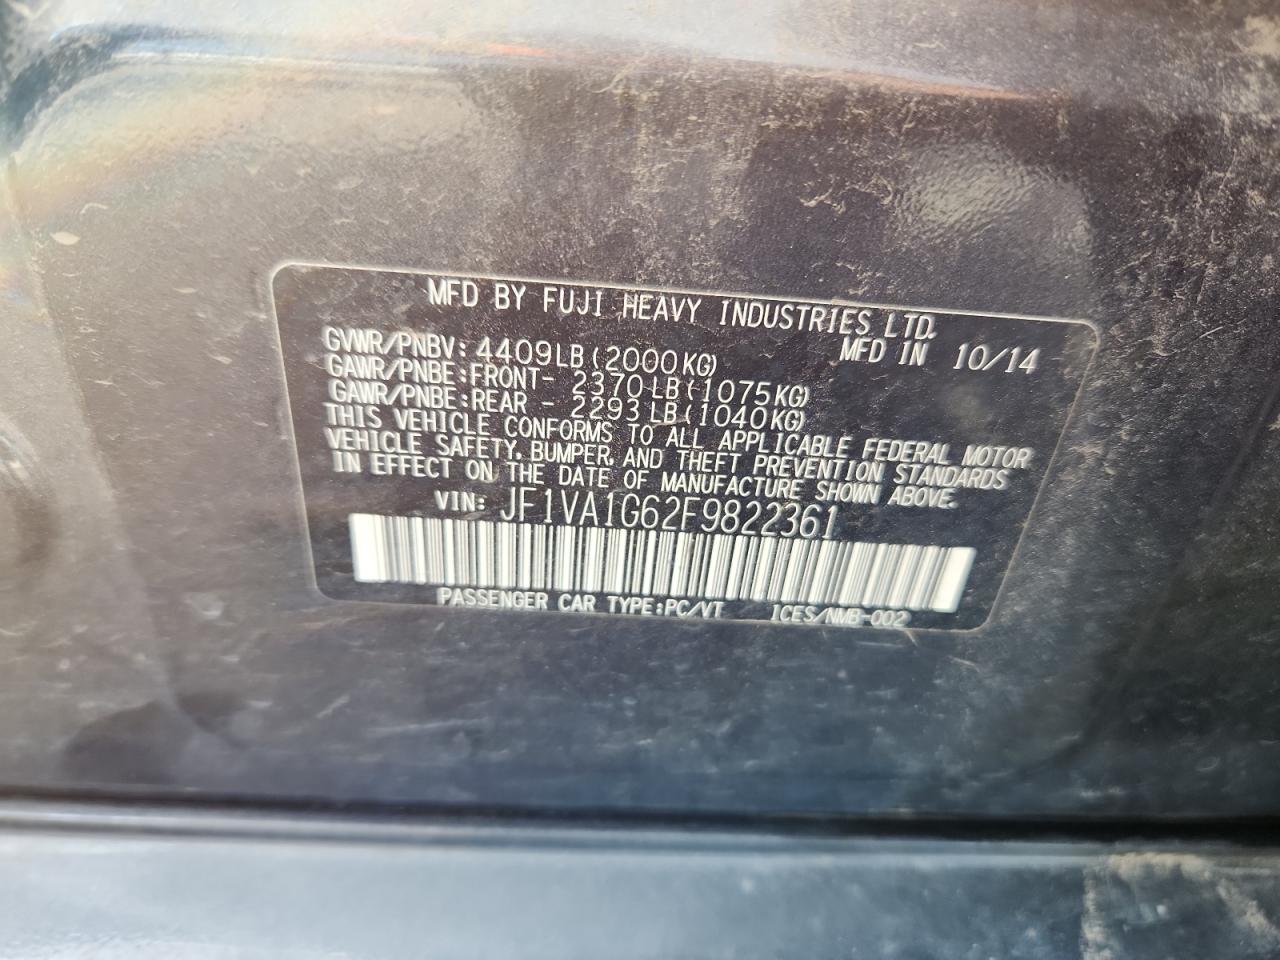 MFD BY FUJI HEAVY INDUSTRIES LTD.
GVWR/PNBV: 4409LB(2000KG) MFD IN 10/14
GAWR/PNBE:FRONT- 2370LB(1075KG)
GAWR/PNBE:REAR - 2293LB(1040KG)
THIS VEHICLE CONFORMS TO ALL APPLICABLE FEDERAL MOTOR
VEHICLE SAFETY, BUMPER, AND THEFT PREVENTION STANDARDS
IN EFFECT ON THE DATE OF MANUFACTURE SHOWN ABOVE.
VIN: JF1VA1G62F9822361
PASSENGER CAR TYPE:PC/VT ICES/NMB-002